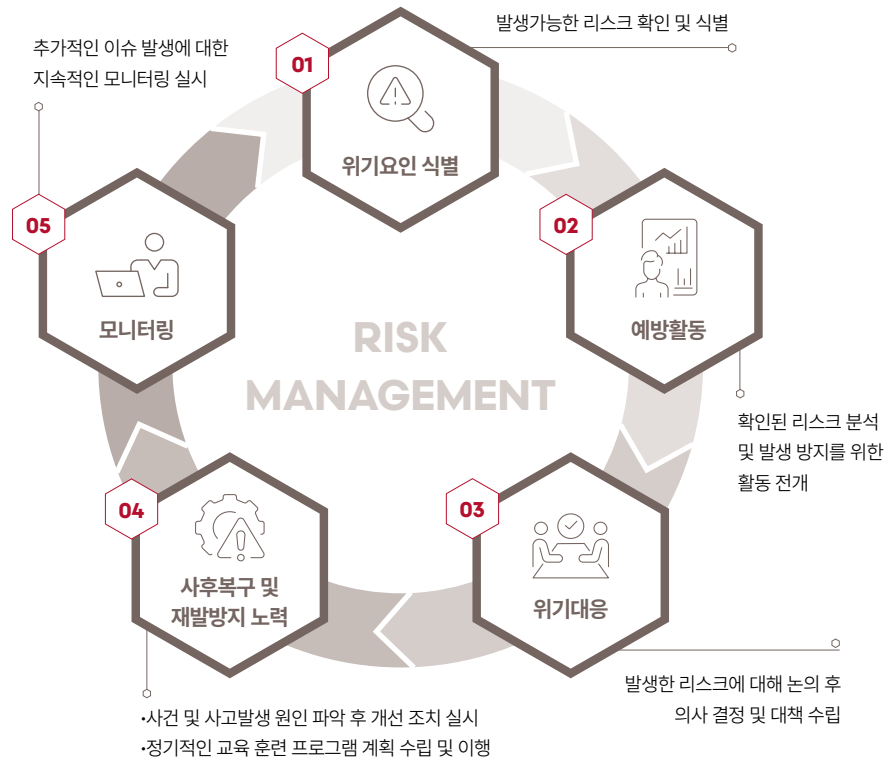 발생가능한 리스크 확인 및 식별
추가적인 이슈 발생에 대한
지속적인 모니터링 실시
01
위기요인 식별
05
모니터링
02
예방활동
RISK
MANAGEMENT
확인된 리스크 분석
및 발생 방지를 위한
활동 전개
04
사후복구 및
재발방지 노력
03
위기대응
발생한 리스크에 대해 논의 후
의사 결정 및 대책 수립
•사건 및 사고발생 원인 파악 후 개선 조치 실시
•정기적인 교육 훈련 프로그램 계획 수립 및 이행